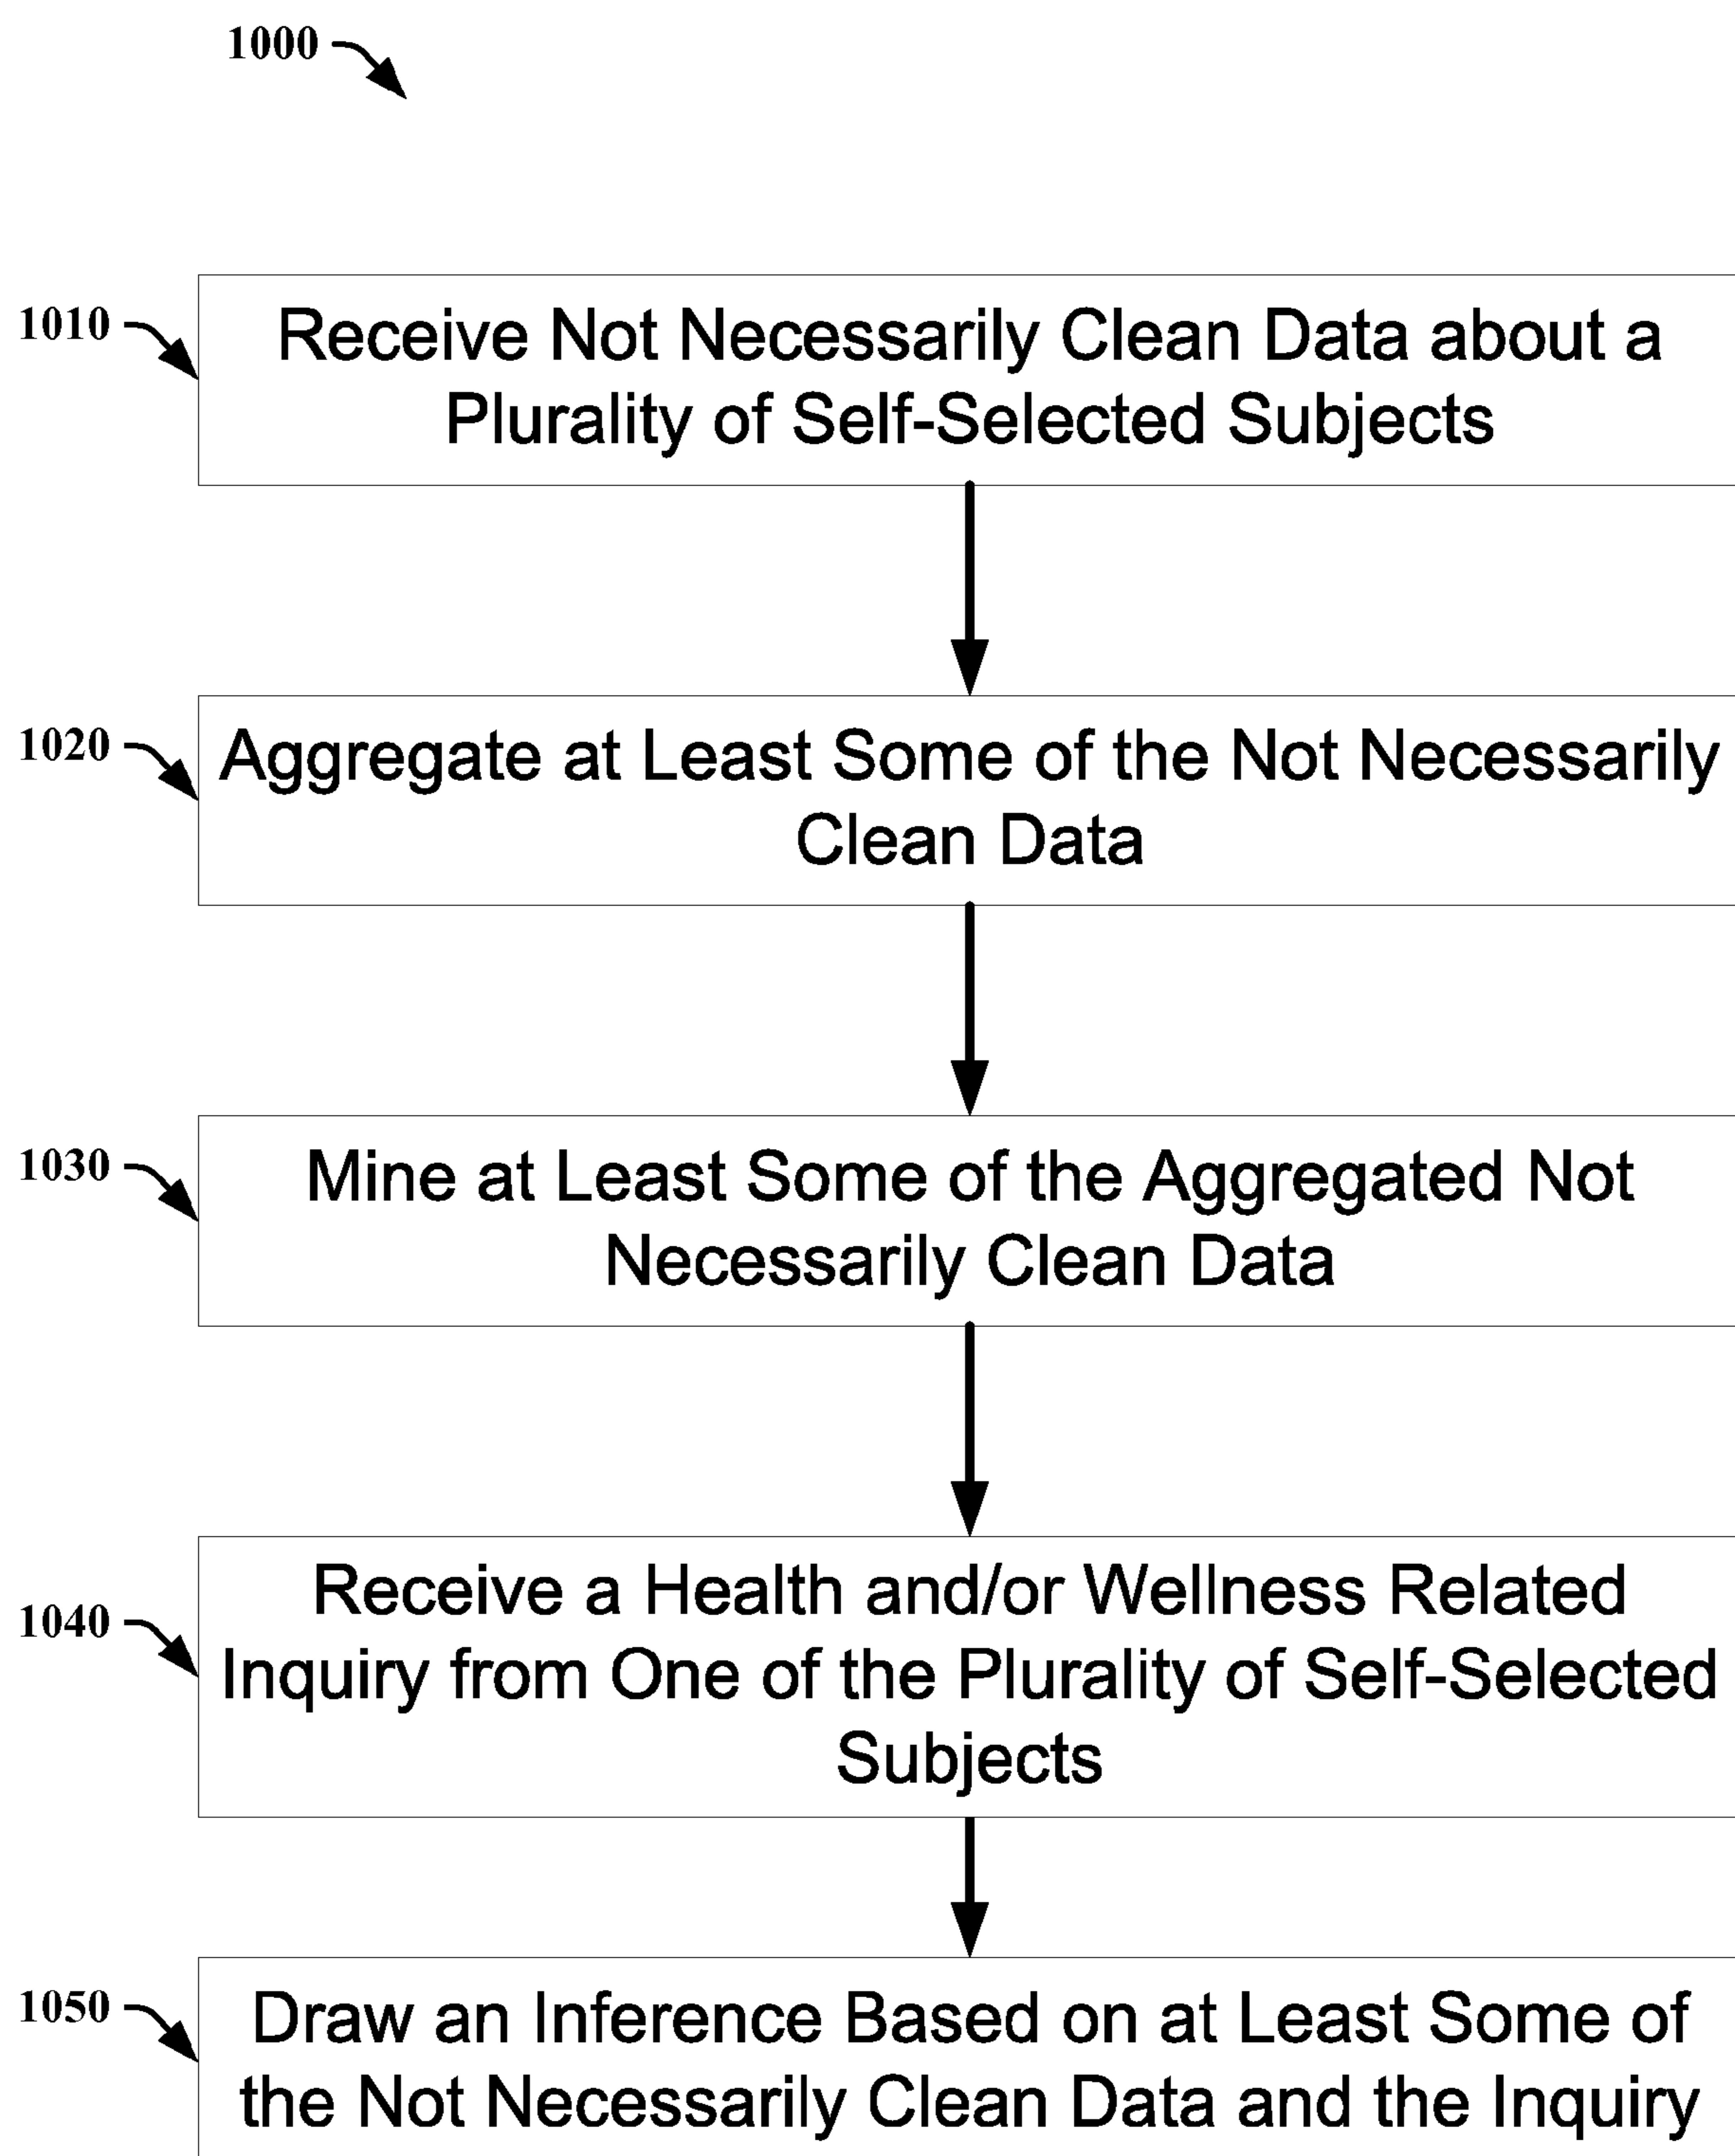 1000
1010
Receive Not Necessarily Clean Data about a
Plurality of Self-Selected Subjects
1020
Aggregate at Least Some of the Not Necessarily
Clean Data
1030
Mine at Least Some of the Aggregated Not
Necessarily Clean Data
1040
Receive a Health and/or Wellness Related
Inquiry from One of the Plurality of Self-Selected
Subjects
1050
Draw an Inference Based on at Least Some of
the Not Necessarily Clean Data and the Inquiry